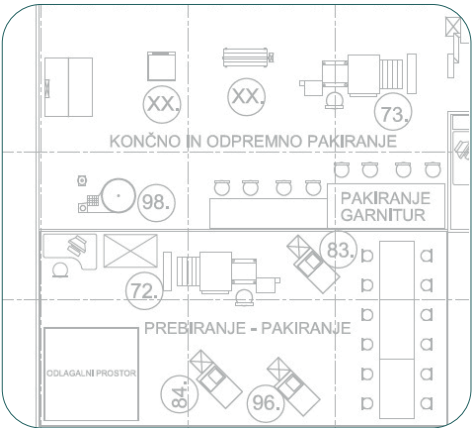 XX.
XX.
73.
KONČNO IN ODPREMNO PAKIRANJE
98.
PAKIRANJE
GARNITUR
83.
72.
PREBIRANJE - PAKIRANJE
ODLAGALNI PROSTOR
84.
96.